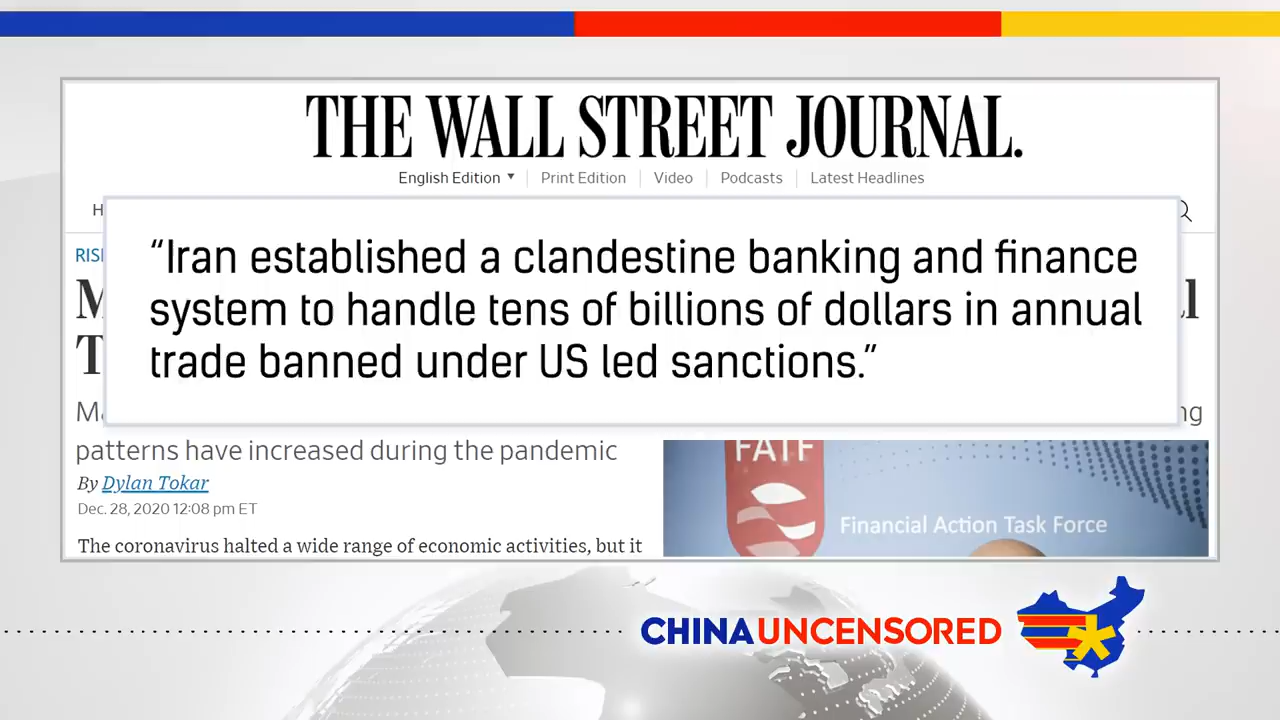 THE WALL STREET JOURNAL.
English Edition
Print Edition
Video
Podcasts
Latest Headlines
“Iran established a clandestine banking and finance
system to handle tens of billions of dollars in annual
trade banned under US led sanctions.”
patterns have increased during the pandemic
By Dylan Tokar
Dec. 28, 2020 12:08 pm ET
The coronavirus halted a wide range of economic activities, but it
FATF
Financial Action Task Force
CHINA UNCENSORED